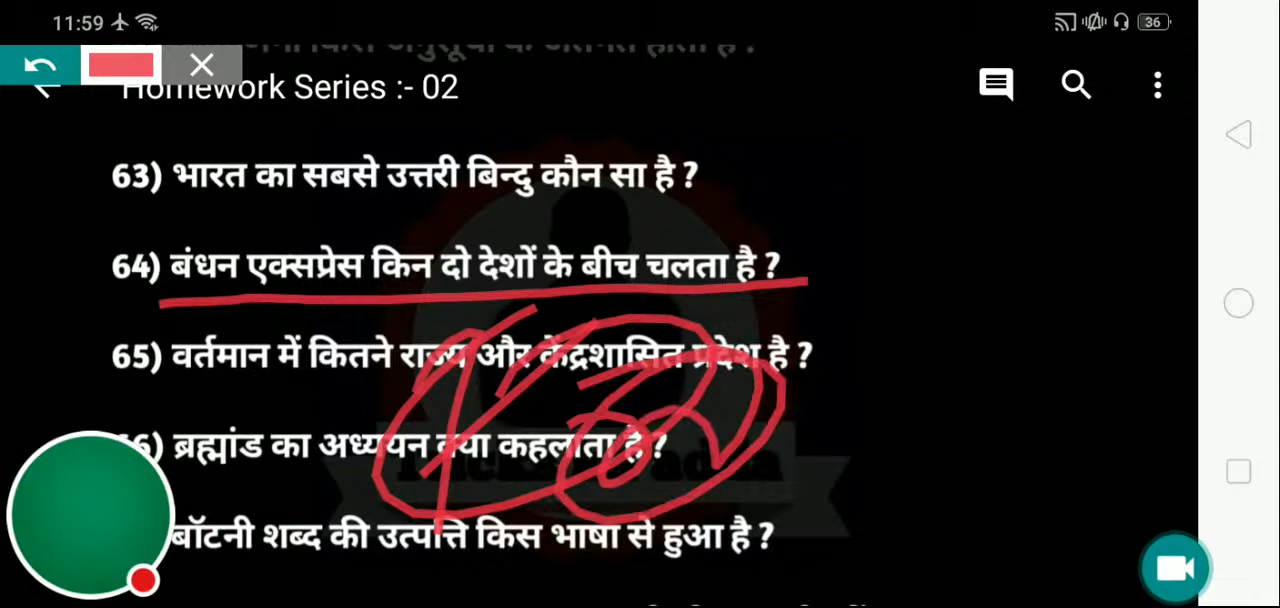 11:59
36
Homework Series :- 02
63) भारत का सबसे उत्तरी बिन्दु कौन सा है ?
64) बंधन एक्सप्रेस किन दो देशों के बीच चलता है ?
65) वर्तमान में कितने राज्य और केंद्रशासित प्रदेश है ?
66) ब्रह्मांड का अध्ययन क्या कहलाता है ?
बॉटनी शब्द की उत्पत्ति किस भाषा से हुआ है ?